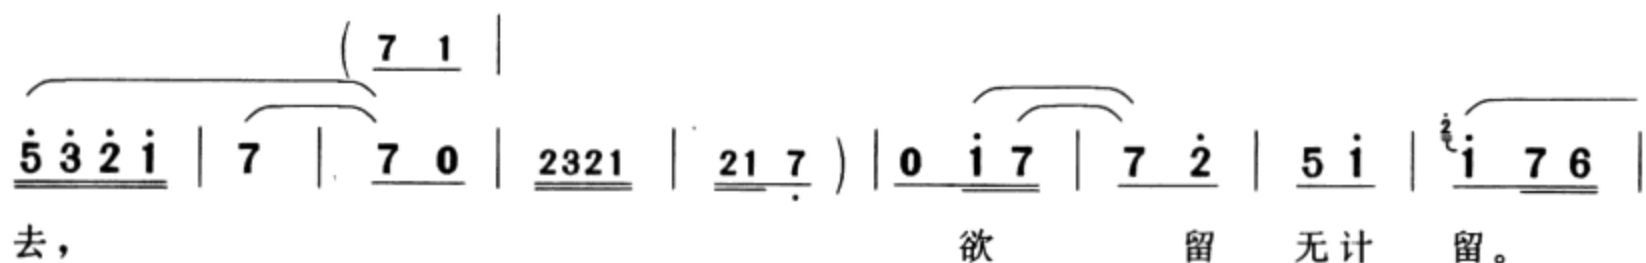 ( 7 1 |
5̇ 3̇ 2̇ 1̇ | 7 | 7 0 | 2321 | 21 7̣ ) | 0 1̇ 7 | 7 2̇ | 5 1̇ | 2̇ 1̇ 7 6 |
去， 欲 留 无计 留。